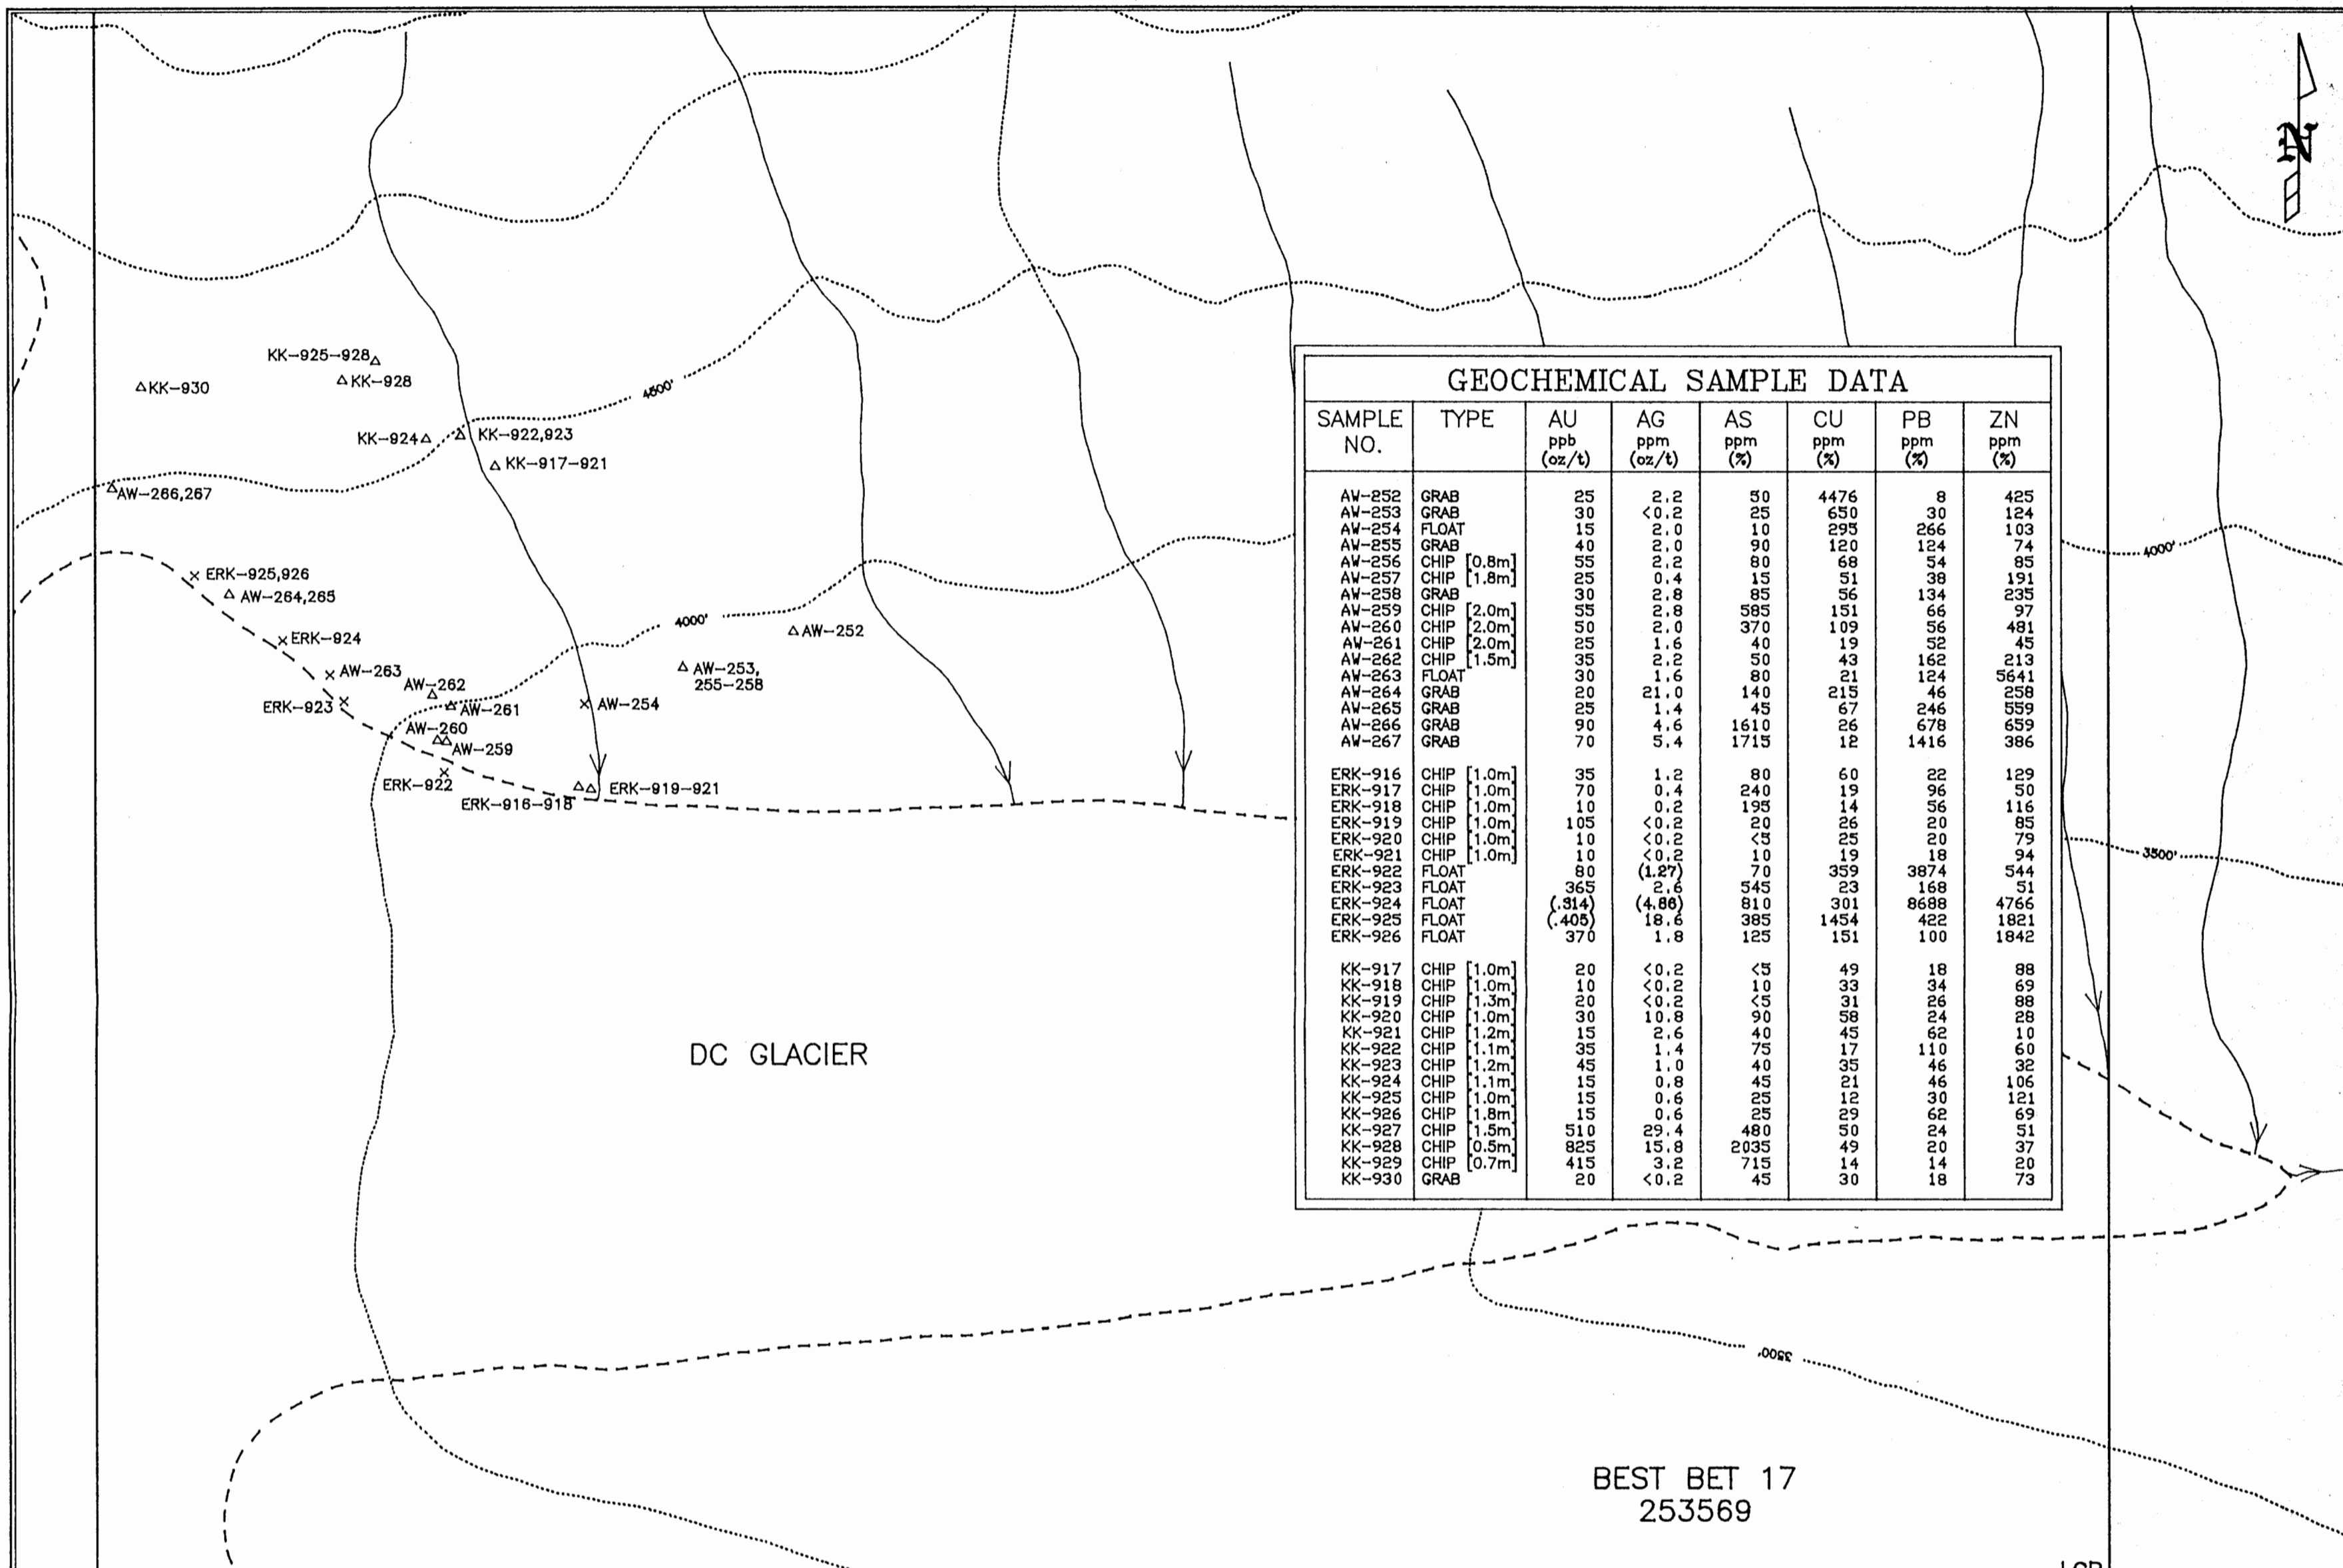 N
KK-925-928
KK-928
KK-930
4500'
KK-924
KK-922,923
KK-917-921
AW-266,267
ERK-925,926
AW-264,265
ERK-924
AW-263
AW-262
ERK-923
AW-261
AW-260
AW-259
ERK-922
ERK-916-918
ERK-919-921
4000'
AW-252
AW-253,
255-258
AW-254
GEOCHEMICAL SAMPLE DATA
SAMPLE TYPE AU AG AS CU PB ZN
NO. ppb ppm ppm ppm ppm ppm
(oz/t) (oz/t) (%) (%) (%) (%)
AW-252 GRAB 25 2.2 50 4476 8 425
AW-253 GRAB 30 <0.2 25 650 30 124
AW-254 FLOAT 15 2.0 10 295 266 103
AW-255 GRAB 40 2.0 90 120 124 74
AW-256 CHIP [0.8m] 55 2.2 80 68 54 85
AW-257 CHIP [1.8m] 25 0.4 15 51 38 191
AW-258 GRAB 30 2.8 85 56 134 235
AW-259 CHIP [2.0m] 55 2.8 585 151 66 97
AW-260 CHIP [2.0m] 50 2.0 370 109 56 481
AW-261 CHIP [2.0m] 25 1.6 40 19 52 45
AW-262 CHIP [1.5m] 35 2.2 50 43 162 213
AW-263 FLOAT 30 1.6 80 21 124 5641
AW-264 GRAB 20 21.0 140 215 46 258
AW-265 GRAB 25 1.4 45 67 246 559
AW-266 GRAB 90 4.6 1610 26 678 659
AW-267 GRAB 70 5.4 1715 12 1416 386
ERK-916 CHIP [1.0m] 35 1.2 80 60 22 129
ERK-917 CHIP [1.0m] 70 0.4 240 19 96 50
ERK-918 CHIP [1.0m] 10 0.2 195 14 56 116
ERK-919 CHIP [1.0m] 105 <0.2 20 26 20 85
ERK-920 CHIP [1.0m] 10 <0.2 <5 25 20 79
ERK-921 CHIP [1.0m] 10 <0.2 10 19 18 94
ERK-922 FLOAT 80 (1.27) 70 359 3874 544
ERK-923 FLOAT 365 2.6 545 23 168 51
ERK-924 FLOAT (.314) (4.86) 810 301 8688 4766
ERK-925 FLOAT (.405) 18.6 385 1454 422 1821
ERK-926 FLOAT 370 1.8 125 151 100 1842
KK-917 CHIP [1.0m] 20 <0.2 <5 49 18 88
KK-918 CHIP [1.0m] 10 <0.2 10 33 34 69
KK-919 CHIP [1.3m] 20 <0.2 <5 31 26 88
KK-920 CHIP [1.0m] 30 10.8 90 58 24 28
KK-921 CHIP [1.2m] 15 2.6 40 45 62 10
KK-922 CHIP [1.1m] 35 1.4 75 17 110 60
KK-923 CHIP [1.2m] 45 1.0 40 35 46 32
KK-924 CHIP [1.1m] 15 0.8 45 21 46 106
KK-925 CHIP [1.0m] 15 0.6 25 12 30 121
KK-926 CHIP [1.8m] 15 0.6 25 29 62 69
KK-927 CHIP [1.5m] 510 29.4 480 50 24 51
KK-928 CHIP [0.5m] 825 15.8 2035 49 20 37
KK-929 CHIP [0.7m] 415 3.2 715 14 14 20
KK-930 GRAB 20 <0.2 45 30 18 73
4000'
3500'
DC GLACIER
3500'
BEST BET 17
253569